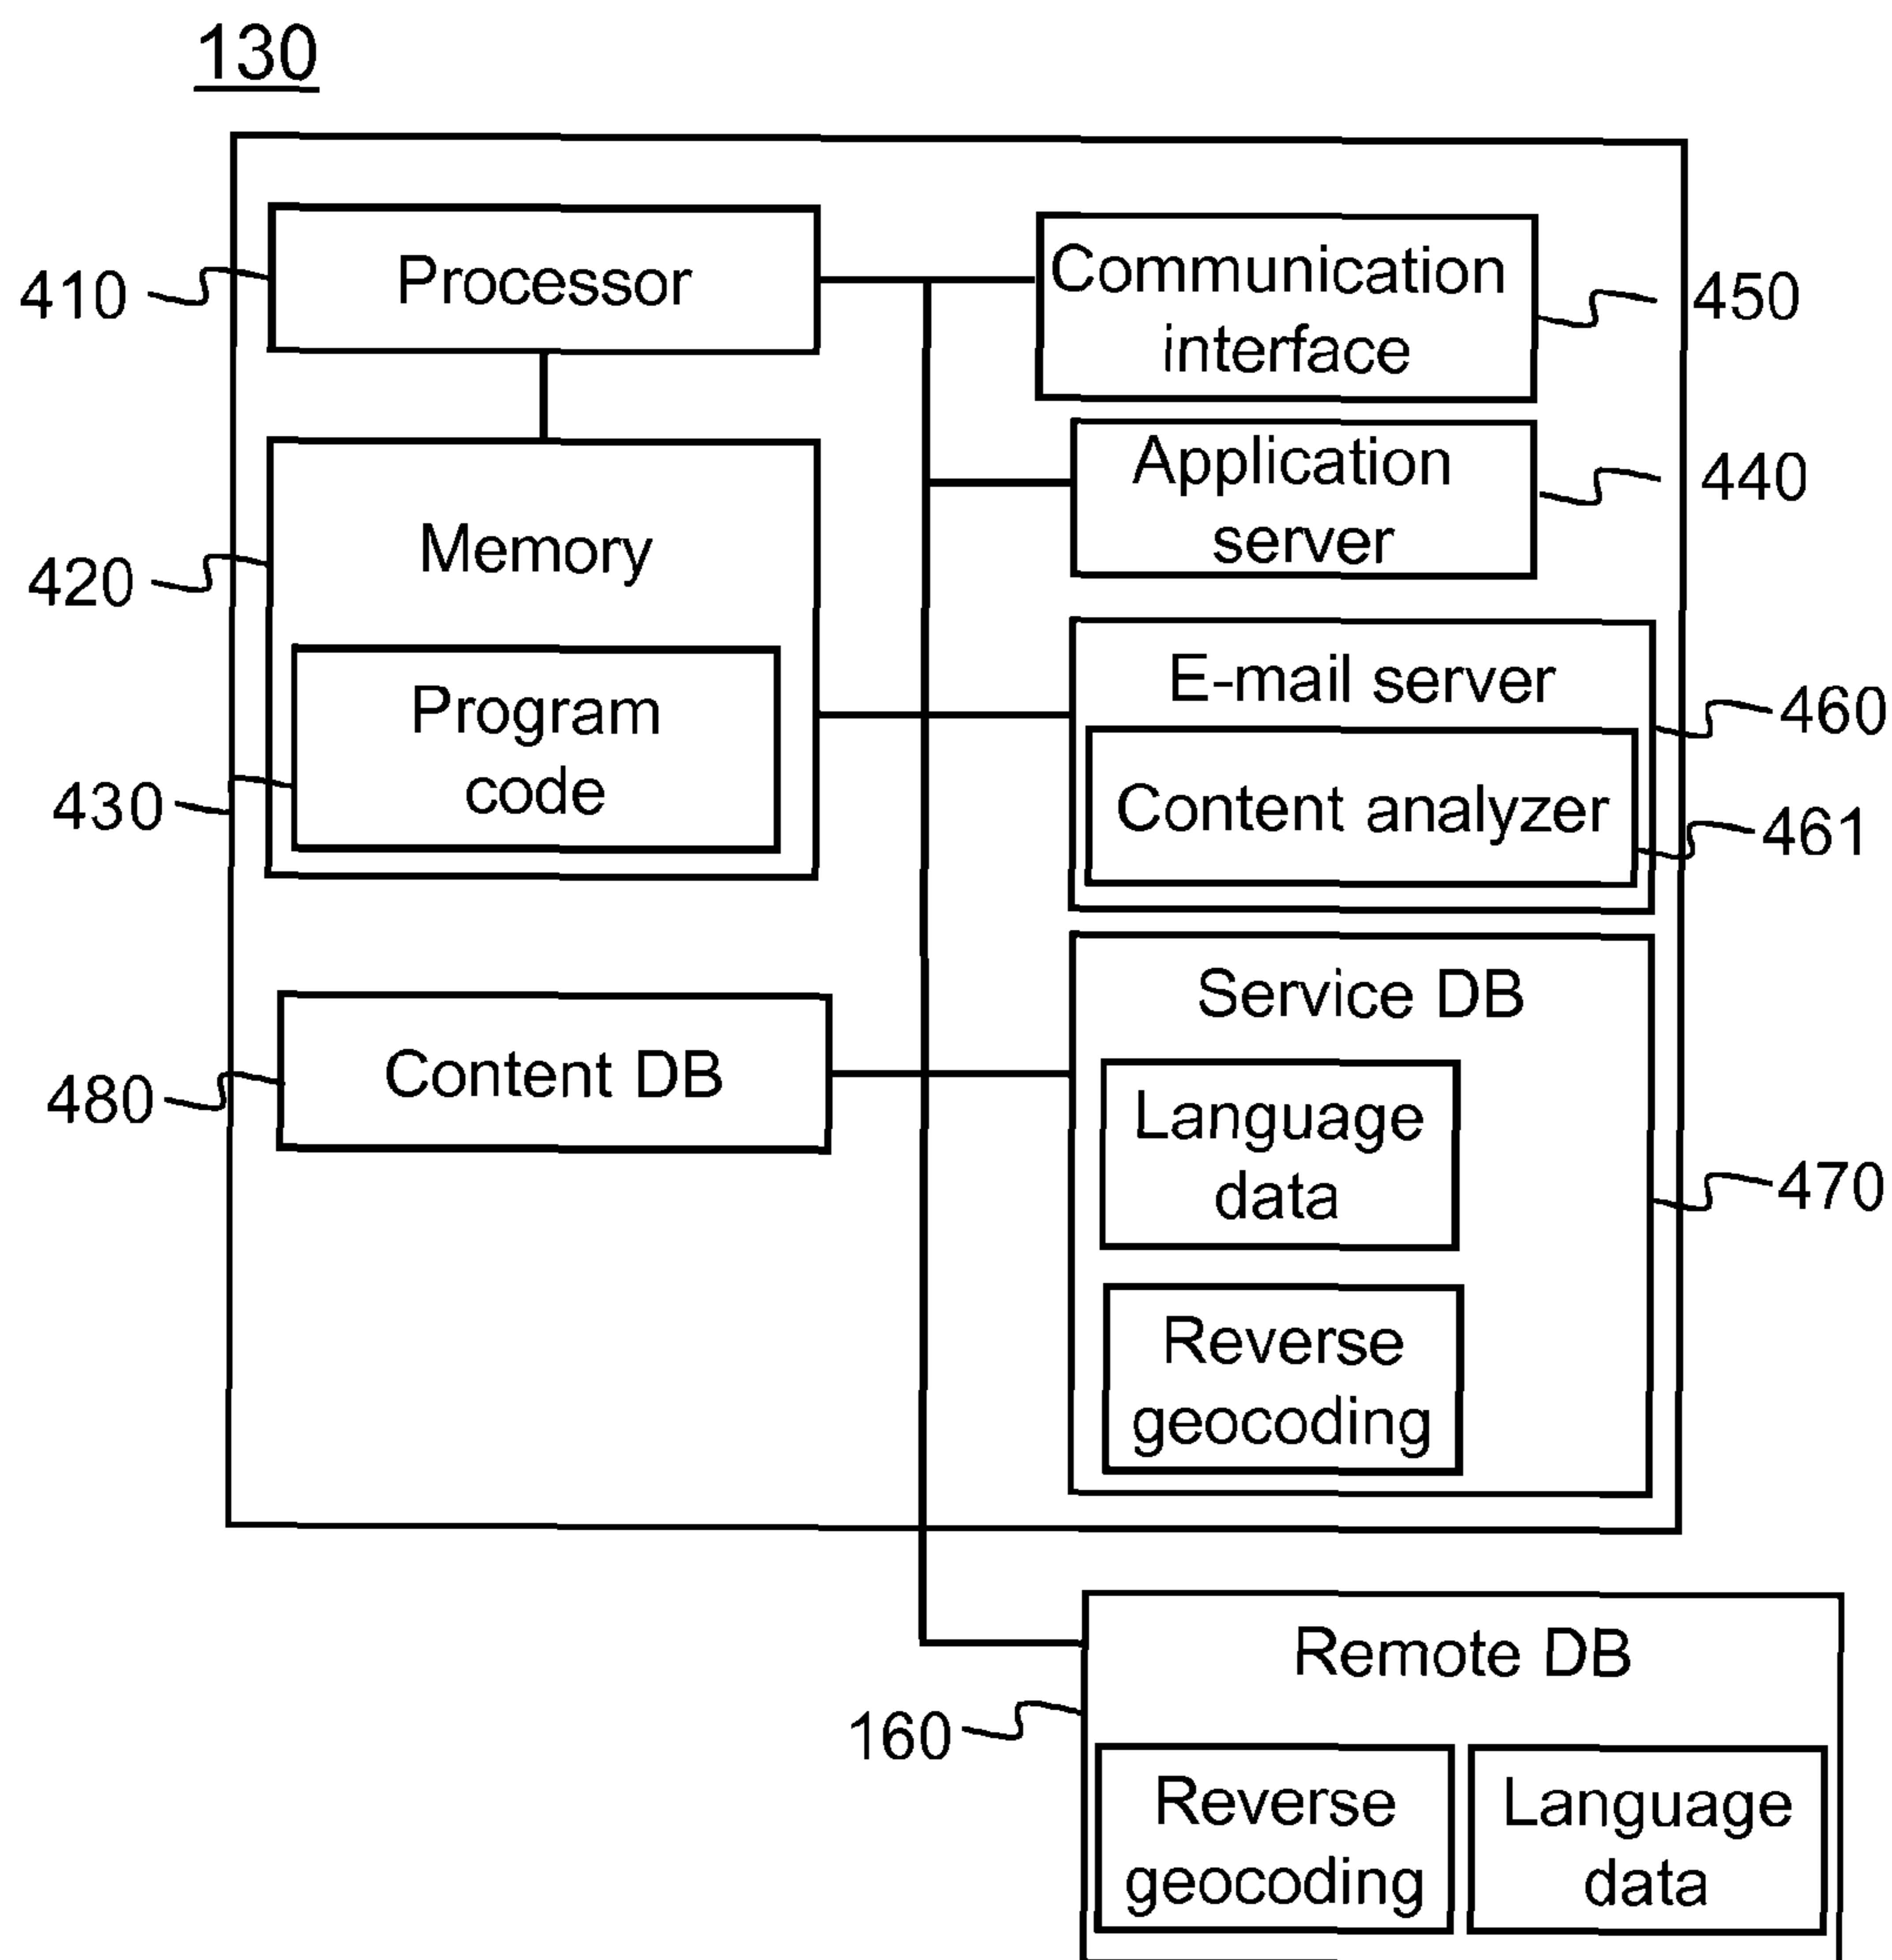 130
410
Processor
Communication
interface
450
Application
server
440
420
Memory
Program
code
430
E-mail server
460
Content analyzer
461
480
Content DB
Service DB
Language
data
470
Reverse
geocoding
Remote DB
160
Reverse
geocoding
Language
data